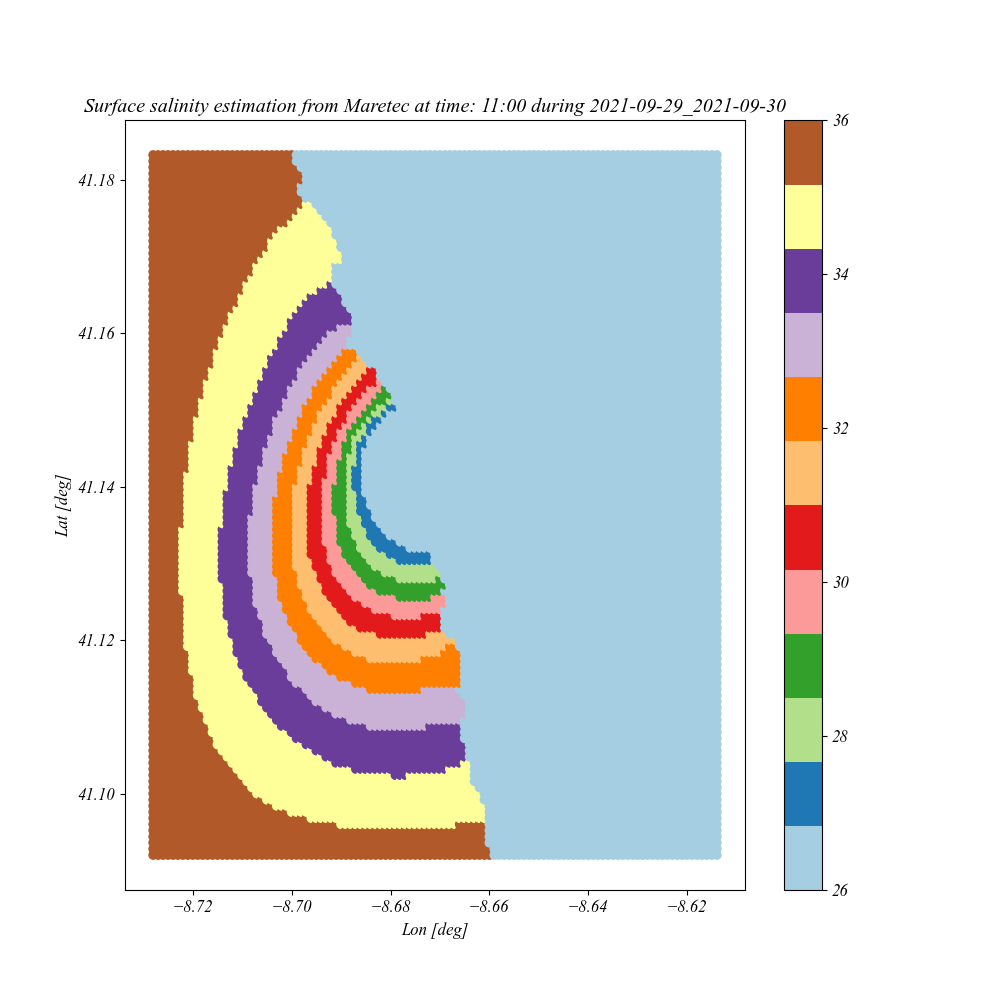 Surface salinity estimation from Maretec at time: 11:00 during 2021-09-29_2021-09-30
41.18
41.16
41.14
41.12
41.10
Lat [deg]
−8.72 −8.70 −8.68 −8.66 −8.64 −8.62
Lon [deg]
36
34
32
30
28
26